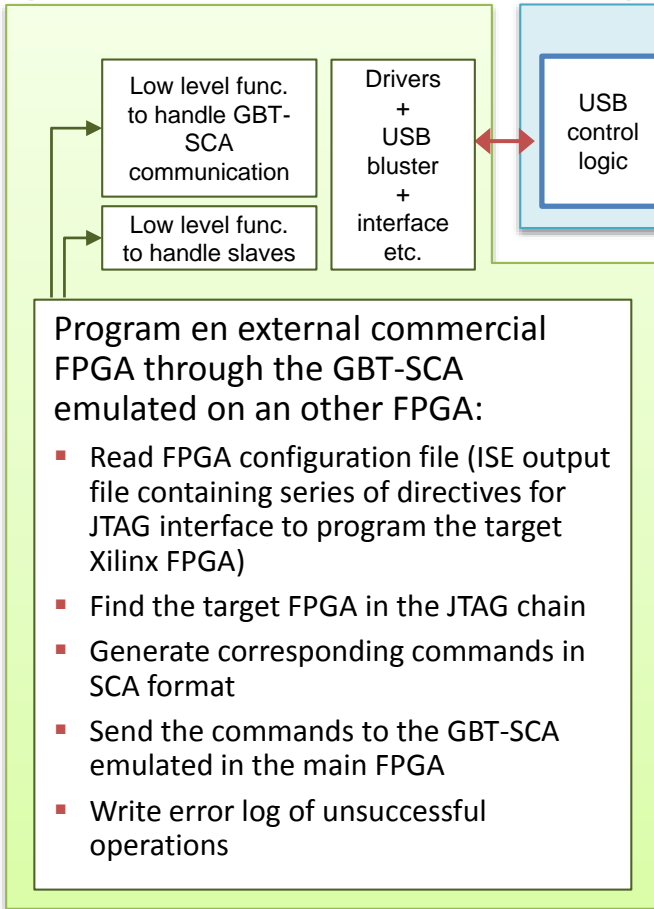 Low level func.
to handle GBT-
SCA
communication
Low level func.
to handle slaves
Drivers
+
USB
bluster
+
interface
etc.
USB
control
logic
Program en external commercial
FPGA through the GBT-SCA
emulated on an other FPGA:
▪ Read FPGA configuration file (ISE output
file containing series of directives for
JTAG interface to program the target
Xilinx FPGA)
▪ Find the target FPGA in the JTAG chain
▪ Generate corresponding commands in
SCA format
▪ Send the commands to the GBT-SCA
emulated in the main FPGA
▪ Write error log of unsuccessful
operations